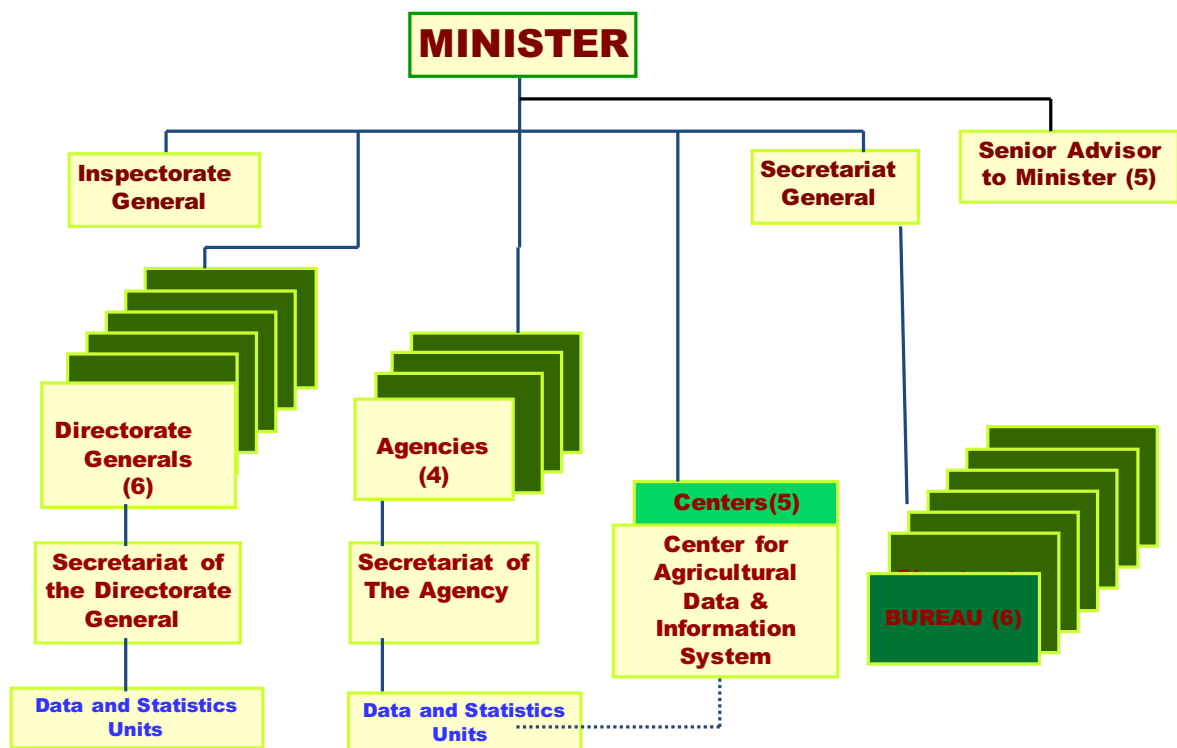 MINISTER
Inspectorate
General
Secretariat
General
Senior Advisor
to Minister (5)
Directorate
Generals
(6)
Agencies
(4)
Centers(5)
BUREAU (6)
Secretariat of
the Directorate
General
Secretariat of
The Agency
Center for
Agricultural
Data &
Information
System
Data and Statistics
Units
Data and Statistics
Units